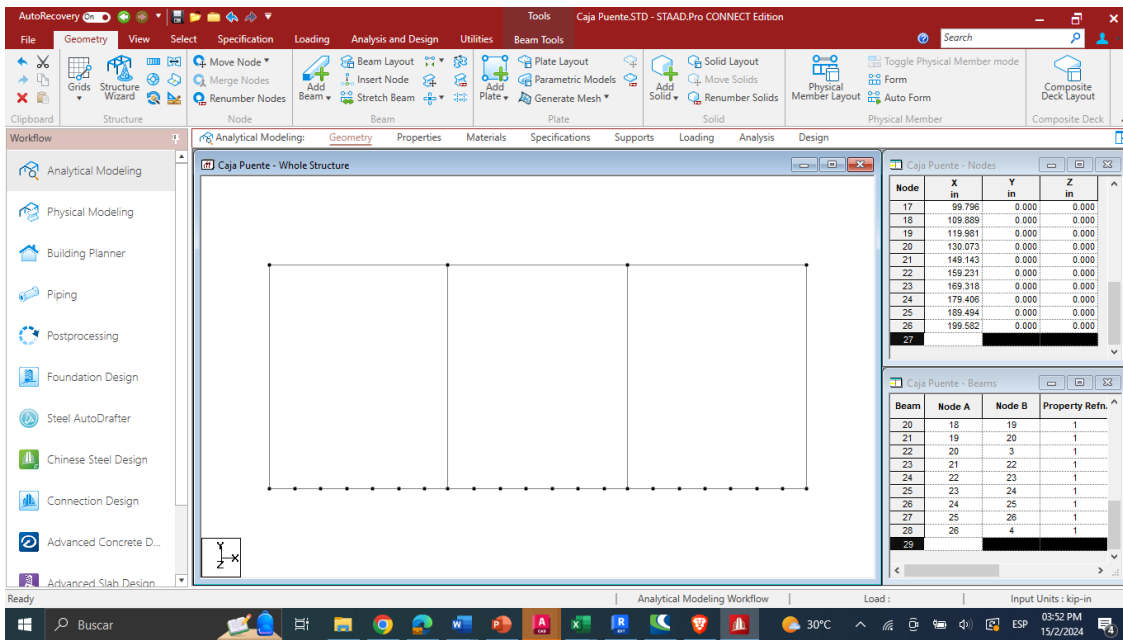 AutoRecovery On Tools Caja Puente.STD - STAAD.Pro CONNECT Edition
File Geometry View Select Specification Loading Analysis and Design Utilities Beam Tools Search
Move Node Beam Layout Plate Layout Solid Layout Toggle Physical Member mode
Merge Nodes Insert Node Parametric Models Move Solids Form
Renumber Nodes Stretch Beam Generate Mesh Renumber Solids Auto Form
Grids Structure Wizard Add Beam Add Plate Add Solid Physical Member Layout Composite Deck Layout
Clipboard Structure Node Beam Plate Solid Physical Member Composite Deck
Workflow
Analytical Modeling: Geometry Properties Materials Specifications Supports Loading Analysis Design
Analytical Modeling
Physical Modeling
Building Planner
Piping
Postprocessing
Foundation Design
Steel AutoDrafter
Chinese Steel Design
Connection Design
Advanced Concrete D...
Advanced Slab Design
Caja Puente - Whole Structure
Y
X
Z
Caja Puente - Nodes
Node X in Y in Z in
17 99.796 0.000 0.000
18 109.889 0.000 0.000
19 119.981 0.000 0.000
20 130.073 0.000 0.000
21 149.143 0.000 0.000
22 159.231 0.000 0.000
23 169.318 0.000 0.000
24 179.406 0.000 0.000
25 189.494 0.000 0.000
26 199.582 0.000 0.000
27
Caja Puente - Beams
Beam Node A Node B Property Refn.
20 18 19 1
21 19 20 1
22 20 3 1
23 21 22 1
24 22 23 1
25 23 24 1
26 24 25 1
27 25 26 1
28 26 4 1
29
Ready Analytical Modeling Workflow Load : Input Units : kip-in
Buscar 30°C ESP 03:52 PM
15/2/2024